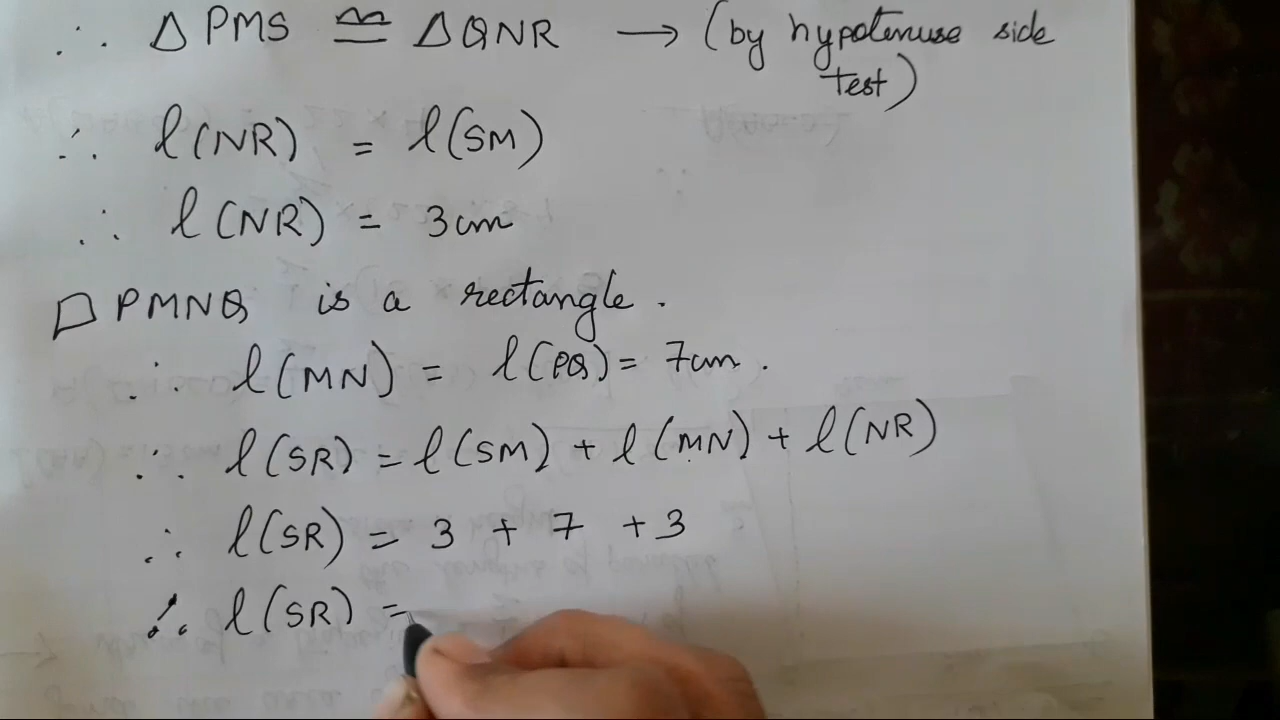 ∴ △ PMS ≅ △ QNR → (by hypotenuse side
test)
∴ l(NR) = l(SM)
∴ l(NR) = 3cm
□ PMNQ is a rectangle.
∴ l(MN) = l(PQ) = 7cm.
∴ l(SR) = l(SM) + l(MN) + l(NR)
∴ l(SR) = 3 + 7 + 3
∴ l(SR) =